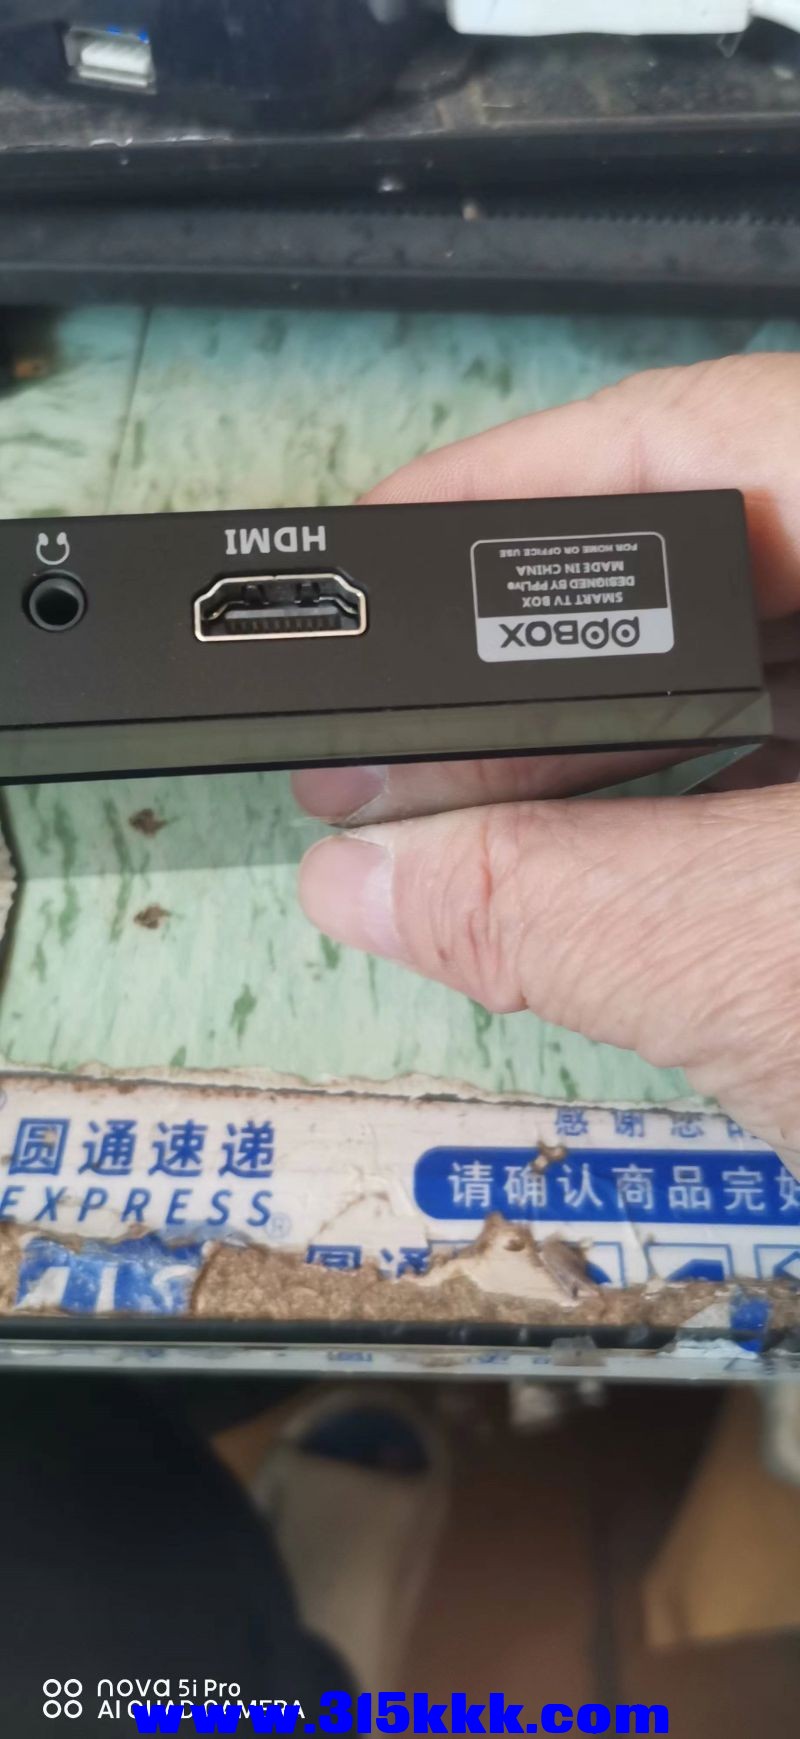 HDMI
PPBOX
SMART TV BOX
DESIGNED BY PPLive
MADE IN CHINA
FOR HOME OR OFFICE USE
圆通速递
EXPRESS®
感谢您
请确认商品完好
圆通
nova 5i Pro
AI QUAD CAMERA
www.315kkk.com